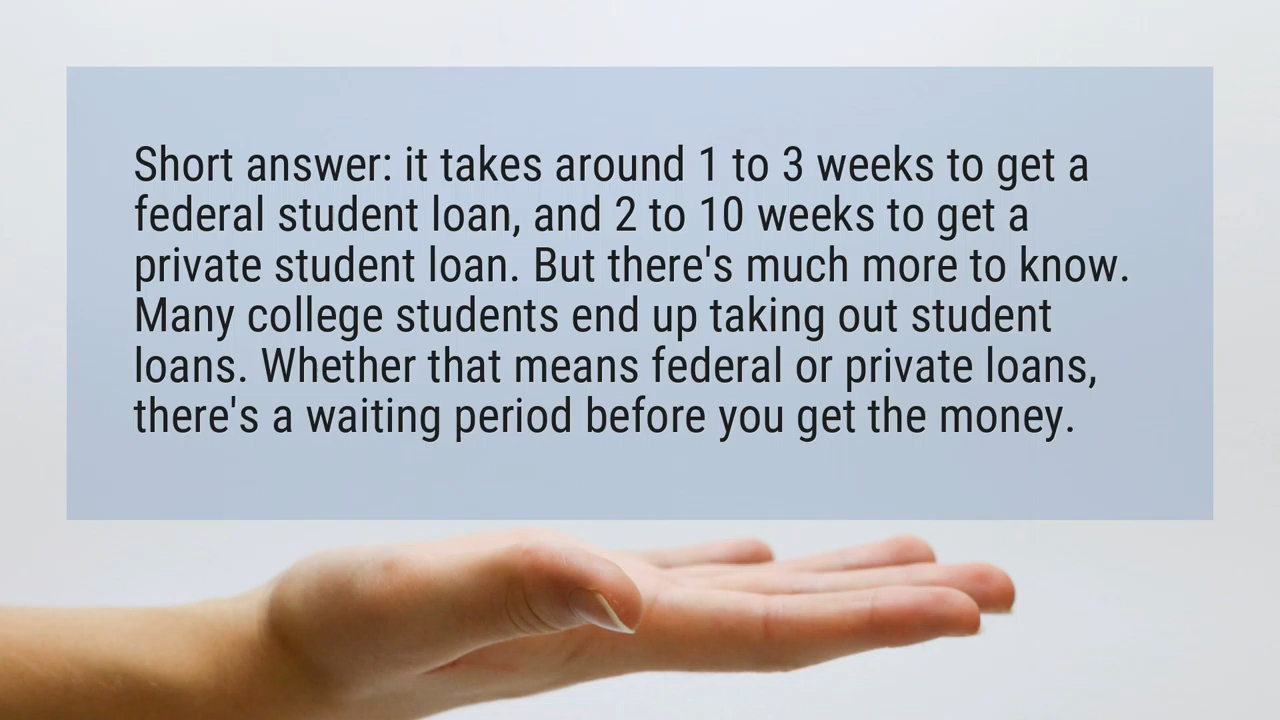 Short answer: it takes around 1 to 3 weeks to get a
federal student loan, and 2 to 10 weeks to get a
private student loan. But there's much more to know.
Many college students end up taking out student
loans. Whether that means federal or private loans,
there's a waiting period before you get the money.